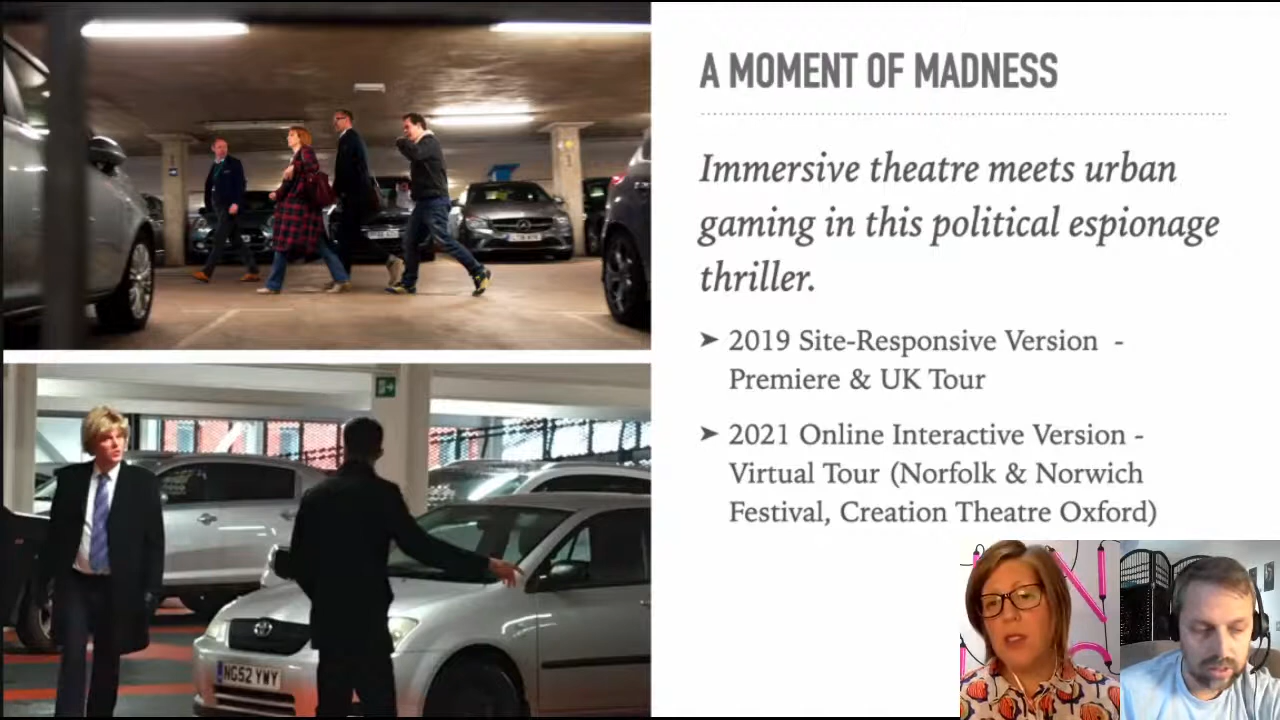 A MOMENT OF MADNESS
Immersive theatre meets urban
gaming in this political espionage
thriller.
➤ 2019 Site-Responsive Version -
Premiere & UK Tour
➤ 2021 Online Interactive Version -
Virtual Tour (Norfolk & Norwich
Festival, Creation Theatre Oxford)
NG52 YWY